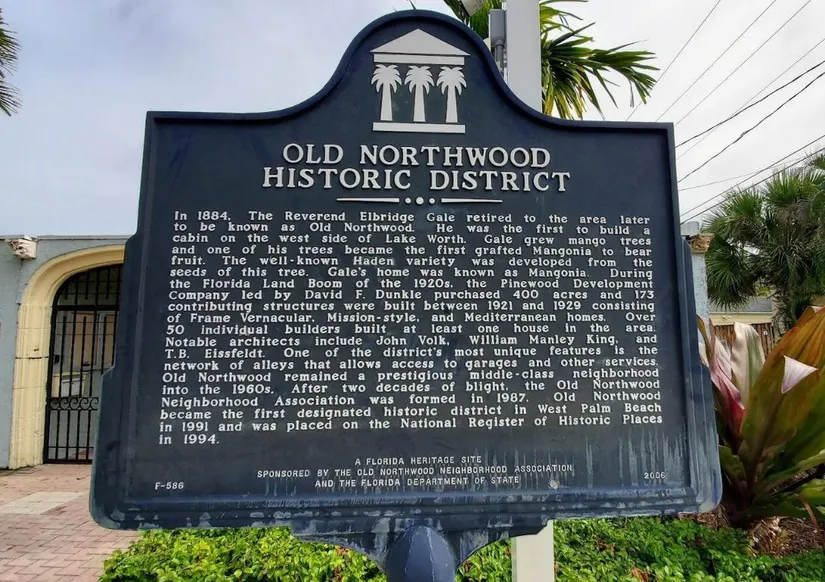 OLD NORTHWOOD
HISTORIC DISTRICT
In 1884, The Reverend Elbridge Gale retired to the area later
to be known as Old Northwood. He was the first to build a
cabin on the west side of Lake Worth. Gale grew mango trees
and one of his trees became the first grafted Mangonia to bear
fruit. The well-known Haden variety was developed from the
seeds of this tree. Gale's home was known as Mangonia. During
the Florida Land Boom of the 1920s, the Pinewood Development
Company led by David F. Dunkle purchased 400 acres and 173
contributing structures were built between 1921 and 1929 consisting
of Frame Vernacular, Mission-style, and Mediterranean homes. Over
50 individual builders built at least one house in the area.
Notable architects include John Volk, William Manley King, and
T.B. Eissfeldt. One of the district's most unique features is the
network of alleys that allows access to garages and other services.
Old Northwood remained a prestigious middle-class neighborhood
into the 1960s. After two decades of blight, the Old Northwood
Neighborhood Association was formed in 1987. Old Northwood
became the first designated historic district in West Palm Beach
in 1991 and was placed on the National Register of Historic Places
in 1994.
A FLORIDA HERITAGE SITE
SPONSORED BY THE OLD NORTHWOOD NEIGHBORHOOD ASSOCIATION
F-586 AND THE FLORIDA DEPARTMENT OF STATE 2006